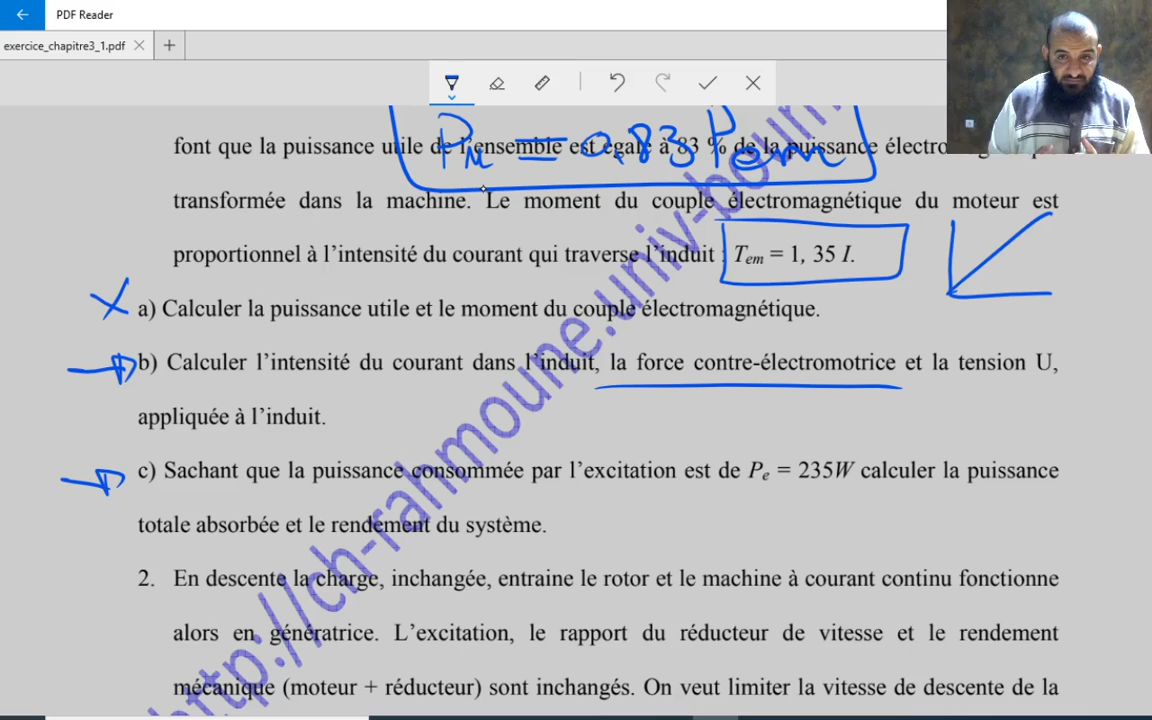 PDF Reader
exercice_chapitre3_1.pdf
Pu = 0,83 Pem
font que la puissance utile de l'ensemble est égale à 83 % de la puissance
transformée dans la machine. Le moment du couple électromagnétique du moteur est
proportionnel à l'intensité du courant qui traverse l'induit : Tem = 1, 35 I.
a) Calculer la puissance utile et le moment du couple électromagnétique.
b) Calculer l'intensité du courant dans l'induit, la force contre-électromotrice et la tension U,
appliquée à l'induit.
c) Sachant que la puissance consommée par l'excitation est de Pe = 235W calculer la puissance
totale absorbée et le rendement du système.
2. En descente la charge, inchangée, entraine le rotor et le machine à courant continu fonctionne
alors en génératrice. L'excitation, le rapport du réducteur de vitesse et le rendement
mécanique (moteur + réducteur) sont inchangés. On veut limiter la vitesse de descente de la
http://ch-rahmoune.univ-boum